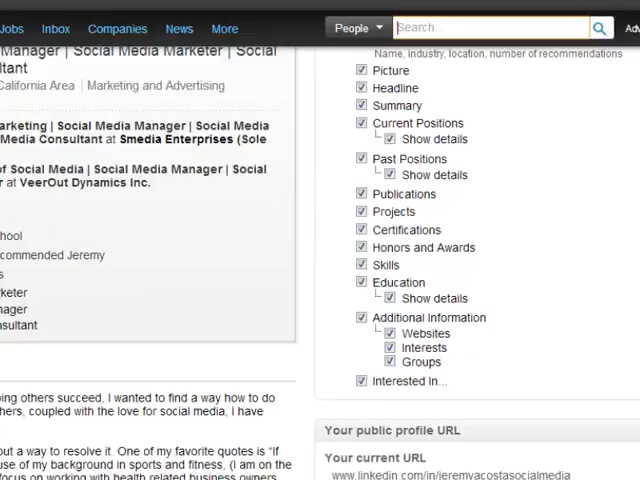 Jobs Inbox Companies News More People Search... Adv
Manager | Social Media Marketer | Social
ltant
California Area | Marketing and Advertising
arketing | Social Media Manager | Social Media
Media Consultant at Smedia Enterprises (Sole
of Social Media | Social Media Manager | Social
r at VeerOut Dynamics Inc.
hool
commended Jeremy
s
keter
nager
nsultant
ping others succeed, I wanted to find a way how to do
hers, coupled with the love for social media, I have
out a way to resolve it. One of my favorite quotes is "If
use of my background in sports and fitness, (I am on the
focus on working with health related business owners
Name, industry, location, number of recommendations
Picture
Headline
Summary
Current Positions
Show details
Past Positions
Show details
Publications
Projects
Certifications
Honors and Awards
Skills
Education
Show details
Additional Information
Websites
Interests
Groups
Interested In...
Your public profile URL
Your current URL
www.linkedin.com/in/jeremyacostasocialmedia